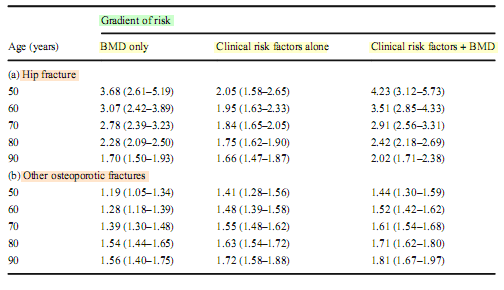 Gradient of risk
Age (years) BMD only Clinical risk factors alone Clinical risk factors + BMD
(a) Hip fracture
50 3.68 (2.61–5.19) 2.05 (1.58–2.65) 4.23 (3.12–5.73)
60 3.07 (2.42–3.89) 1.95 (1.63–2.33) 3.51 (2.85–4.33)
70 2.78 (2.39–3.23) 1.84 (1.65–2.05) 2.91 (2.56–3.31)
80 2.28 (2.09–2.50) 1.75 (1.62–1.90) 2.42 (2.18–2.69)
90 1.70 (1.50–1.93) 1.66 (1.47–1.87) 2.02 (1.71–2.38)
(b) Other osteoporotic fractures
50 1.19 (1.05–1.34) 1.41 (1.28–1.56) 1.44 (1.30–1.59)
60 1.28 (1.18–1.39) 1.48 (1.39–1.58) 1.52 (1.42–1.62)
70 1.39 (1.30–1.48) 1.55 (1.48–1.62) 1.61 (1.54–1.68)
80 1.54 (1.44–1.65) 1.63 (1.54–1.72) 1.71 (1.62–1.80)
90 1.56 (1.40–1.75) 1.72 (1.58–1.88) 1.81 (1.67–1.97)